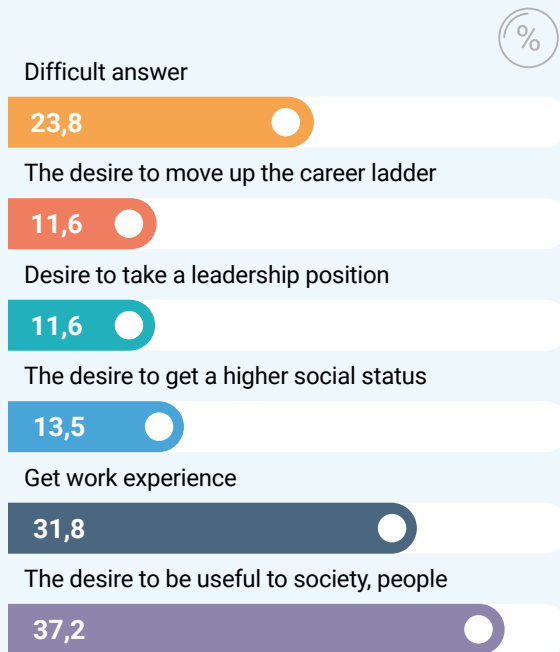 %
Difficult answer
23,8
The desire to move up the career ladder
11,6
Desire to take a leadership position
11,6
The desire to get a higher social status
13,5
Get work experience
31,8
The desire to be useful to society, people
37,2